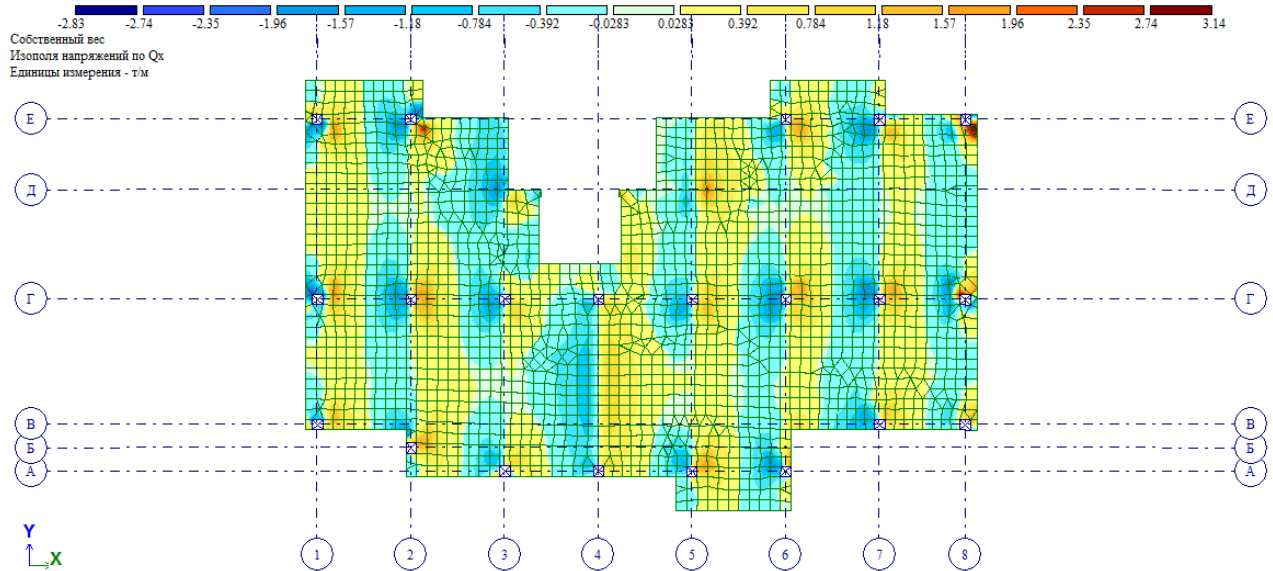 -2.83 -2.74 -2.35 -1.96 -1.57 -1.18 -0.784 -0.392 -0.0283 0.0283 0.392 0.784 1.18 1.57 1.96 2.35 2.74 3.14
Собственный вес
Изополя напряжений по Qx
Единицы измерения - т/м
Е Е
Д Д
Г Г
В В
Б Б
А А
Y
X
1 2 3 4 5 6 7 8